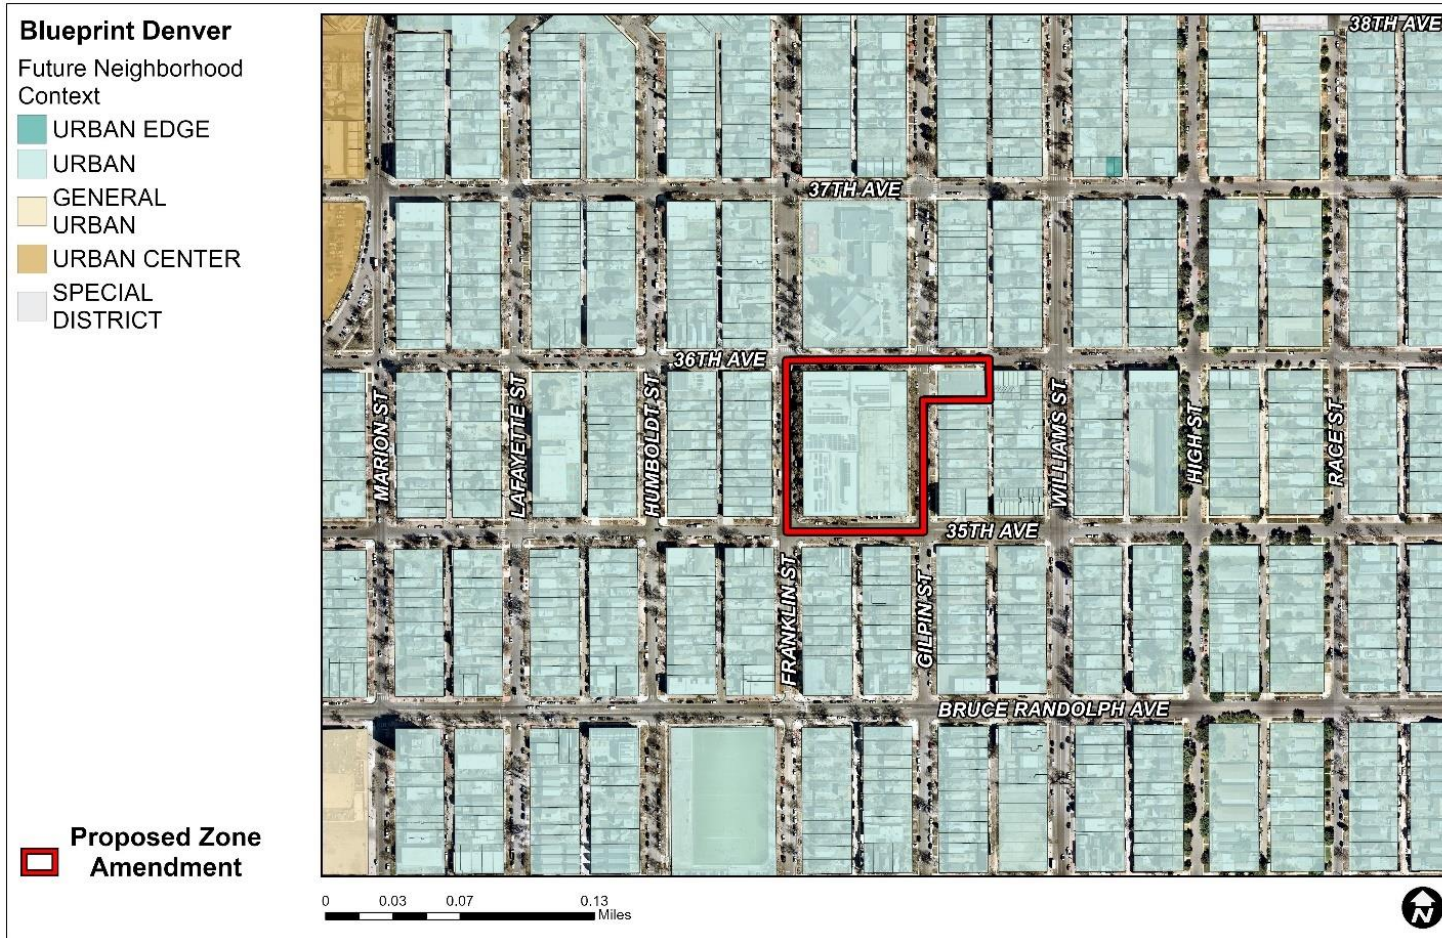 Blueprint Denver
Future Neighborhood
Context
URBAN EDGE
URBAN
GENERAL
URBAN
URBAN CENTER
SPECIAL
DISTRICT
Proposed Zone
Amendment
38TH AVE
37TH AVE
36TH AVE
MARION ST
LAFAYETTE ST
HUMBOLDT ST
WILLIAMS ST
HIGH ST
RACE ST
35TH AVE
FRANKLIN ST
GILPIN ST
BRUCE RANDOLPH AVE
0 0.03 0.07 0.13
Miles
N